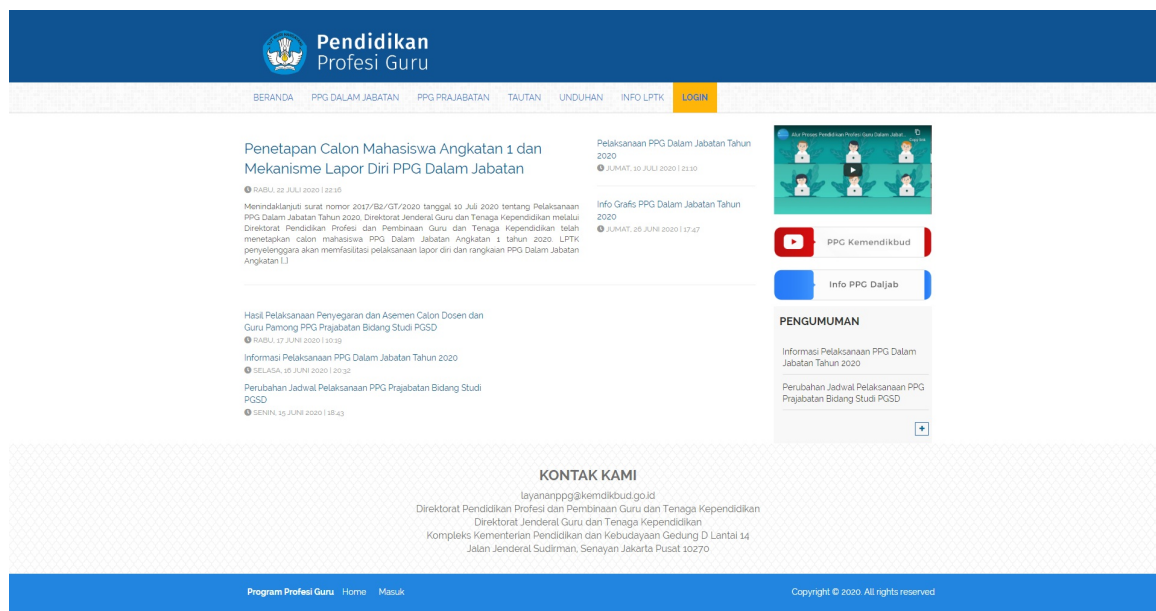 Pendidikan
Profesi Guru
BERANDA PPG DALAM JABATAN PPG PRAJABATAN TAUTAN UNDUHAN INFO LPTK LOGIN
Penetapan Calon Mahasiswa Angkatan 1 dan
Mekanisme Lapor Diri PPG Dalam Jabatan
RABU, 22 JULI 2020 | 22:16
Menindaklanjuti surat nomor 2017/B2/GT/2020 tanggal 10 Juli 2020 tentang Pelaksanaan
PPG Dalam Jabatan Tahun 2020, Direktorat Jenderal Guru dan Tenaga Kependidikan melalui
Direktorat Pendidikan Profesi dan Pembinaan Guru dan Tenaga Kependidikan telah
menetapkan calon mahasiswa PPG Dalam Jabatan Angkatan 1 tahun 2020. LPTK
penyelenggara akan memfasilitasi pelaksanaan lapor diri dan rangkaian PPG Dalam Jabatan
Angkatan [...]
Pelaksanaan PPG Dalam Jabatan Tahun
2020
JUMAT, 10 JULI 2020 | 21:10
Info Grafis PPG Dalam Jabatan Tahun
2020
JUMAT, 26 JUNI 2020 | 17:47
Hasil Pelaksanaan Penyegaran dan Asemen Calon Dosen dan
Guru Pamong PPG Prajabatan Bidang Studi PGSD
RABU, 17 JUNI 2020 | 10:19
Informasi Pelaksanaan PPG Dalam Jabatan Tahun 2020
SELASA, 16 JUNI 2020 | 20:32
Perubahan Jadwal Pelaksanaan PPG Prajabatan Bidang Studi
PGSD
SENIN, 15 JUNI 2020 | 18:43
Alur Proses Pendidikan Profesi Guru Dalam Jabat...
Copy link
PPG Kemendikbud
Info PPG Daljab
PENGUMUMAN
Informasi Pelaksanaan PPG Dalam
Jabatan Tahun 2020
Perubahan Jadwal Pelaksanaan PPG
Prajabatan Bidang Studi PGSD
+
KONTAK KAMI
layananppg@kemdikbud.go.id
Direktorat Pendidikan Profesi dan Pembinaan Guru dan Tenaga Kependidikan
Direktorat Jenderal Guru dan Tenaga Kependidikan
Kompleks Kementerian Pendidikan dan Kebudayaan Gedung D Lantai 14
Jalan Jenderal Sudirman, Senayan Jakarta Pusat 10270
Program Profesi Guru Home Masuk
Copyright © 2020. All rights reserved